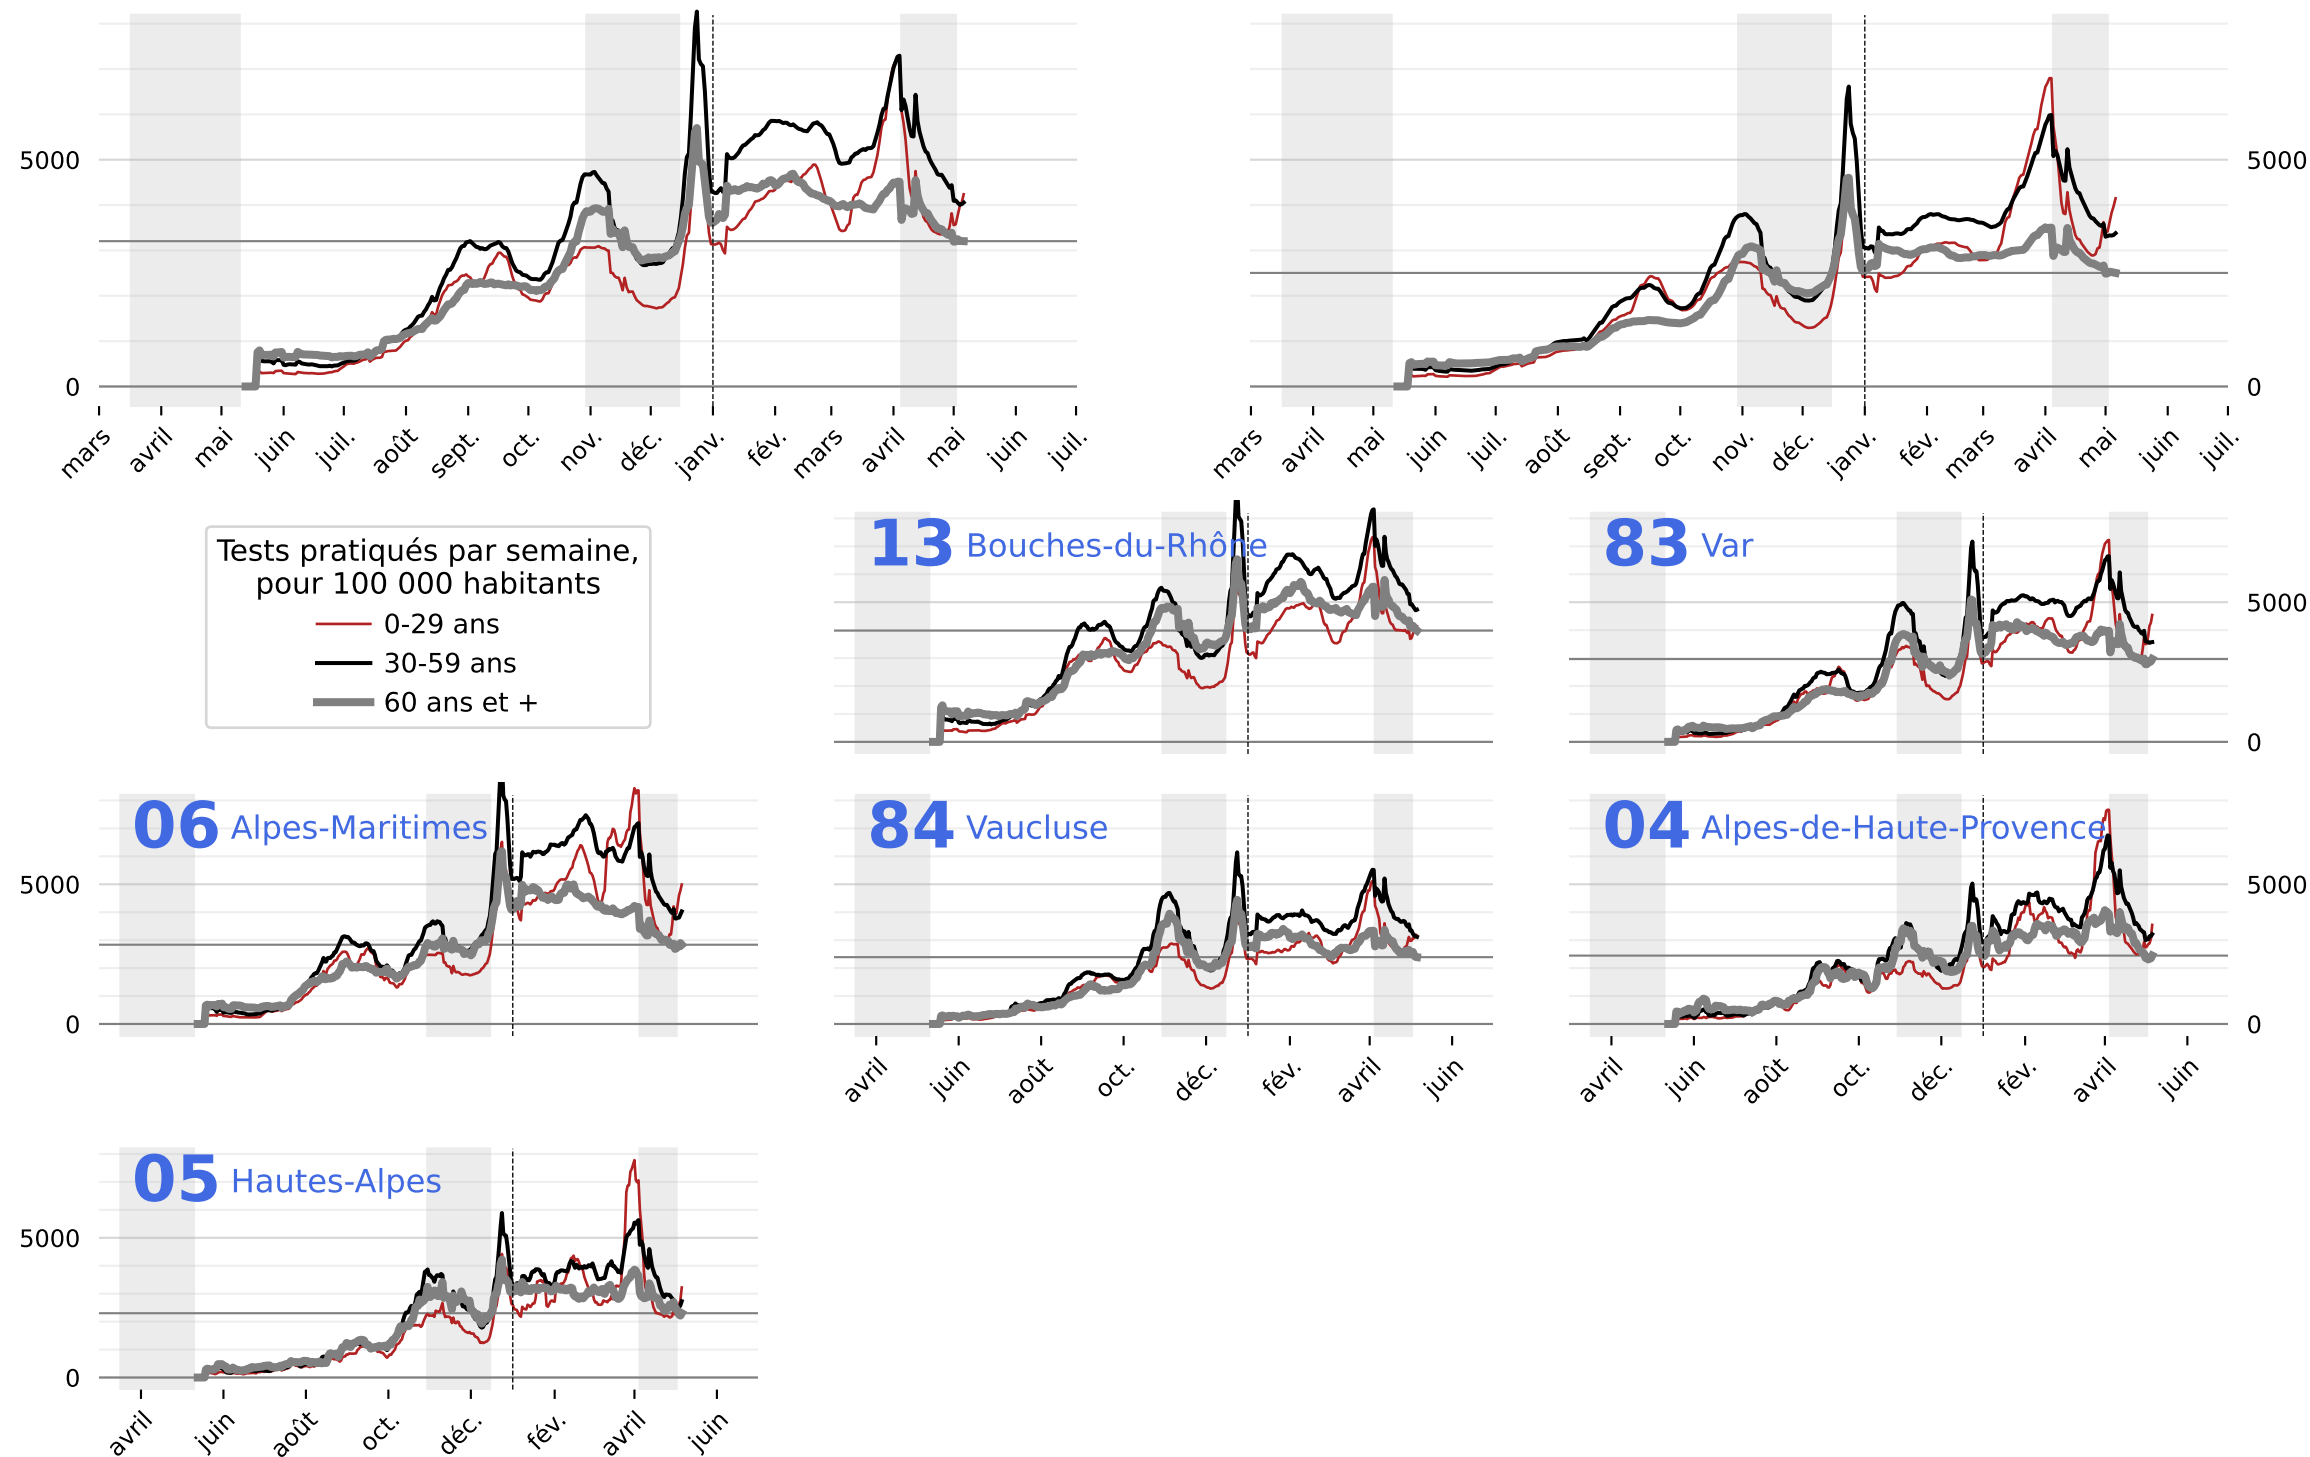 5000
0
mars avril mai juin juil. août sept. oct. nov. déc. janv. fév. mars avril mai juin juil.
5000
0
mars avril mai juin juil. août sept. oct. nov. déc. janv. fév. mars avril mai juin juil.
Tests pratiqués par semaine,
pour 100 000 habitants
0-29 ans
30-59 ans
60 ans et +
13 Bouches-du-Rhône
83 Var
5000
0
06 Alpes-Maritimes
5000
0
84 Vaucluse
avril juin août oct. déc. fév. avril juin
04 Alpes-de-Haute-Provence
5000
0
avril juin août oct. déc. fév. avril juin
05 Hautes-Alpes
5000
0
avril juin août oct. déc. fév. avril juin